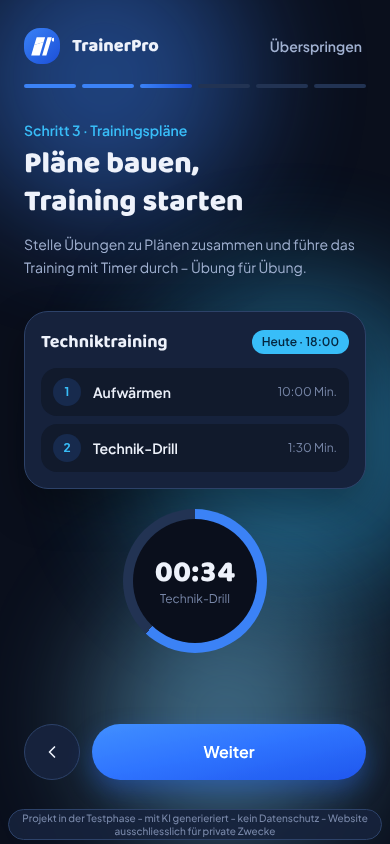 TrainerPro
Überspringen
Schritt 3 · Trainingspläne
Pläne bauen,
Training starten
Stelle Übungen zu Plänen zusammen und führe das
Training mit Timer durch – Übung für Übung.
Techniktraining
Heute · 18:00
1 Aufwärmen 10:00 Min.
2 Technik-Drill 1:30 Min.
00:34
Technik-Drill
Weiter
Projekt in der Testphase – mit KI generieriert – kein Datenschutz – Website
ausschliesslich für private Zwecke